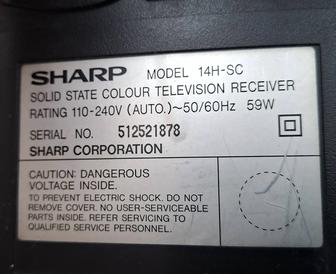 SHARP MODEL 14H-SC
SOLID STATE COLOUR TELEVISION RECEIVER
RATING 110-240V (AUTO.)~50/60Hz 59W
SERIAL NO. 512521878
SHARP CORPORATION
CAUTION: DANGEROUS
VOLTAGE INSIDE.
TO PREVENT ELECTRIC SHOCK. DO NOT
REMOVE COVER. NO USER-SERVICEABLE
PARTS INSIDE. REFER SERVICING TO
QUALIFIED SERVICE PERSONNEL.